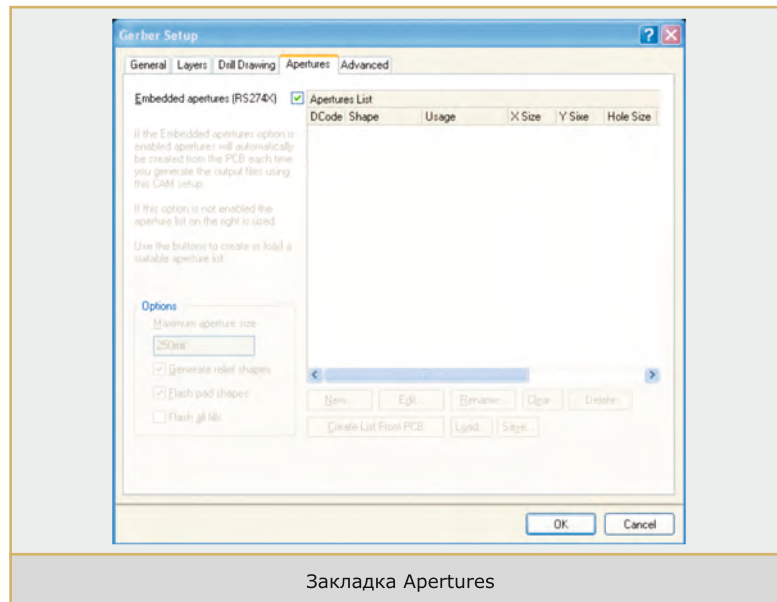 Gerber Setup
General Layers Drill Drawing Apertures Advanced
Embedded apertures (RS274X)
If the Embedded apertures option is
enabled apertures will automatically
be created from the PCB each time
you generate the output files using
this CAM setup.
If this option is not enabled the
aperture list on the right is used.
Use the buttons to create or load a
suitable aperture list.
Apertures List
DCode Shape Usage X Size Y Sixe Hole Size
Options
Maximum aperture size
250mil
Generate relief shapes
Flash pad shapes
Flash all fills
New... Edit... Rename... Clear Delete
Create List From PCB Load... Save...
OK Cancel
Закладка Apertures